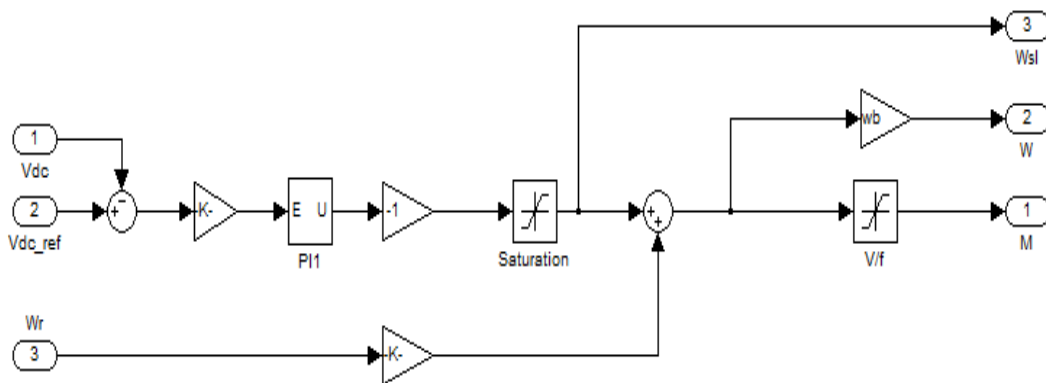 3
Wsl
wb
2
W
1
Vdc
2
Vdc_ref
-K-
E U
PI1
-1
Saturation
V/f
1
M
Wr
3
-K-